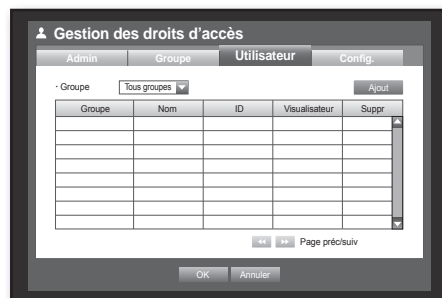 Gestion des droits d'accès
Admin Groupe Utilisateur Config.
· Groupe Tous groupes Ajout
Groupe Nom ID Visualisateur Suppr
Page préc/suiv
OK Annuler